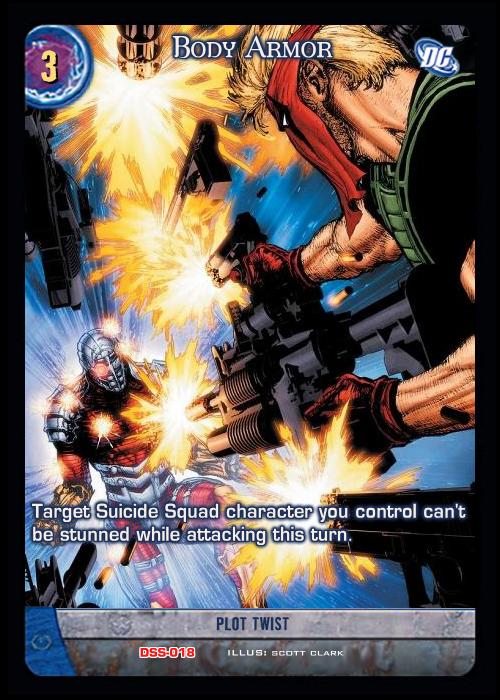 Body Armor
3
DC
Target Suicide Squad character you control can't
be stunned while attacking this turn.
PLOT TWIST
DSS-018 ILLUS: SCOTT CLARK